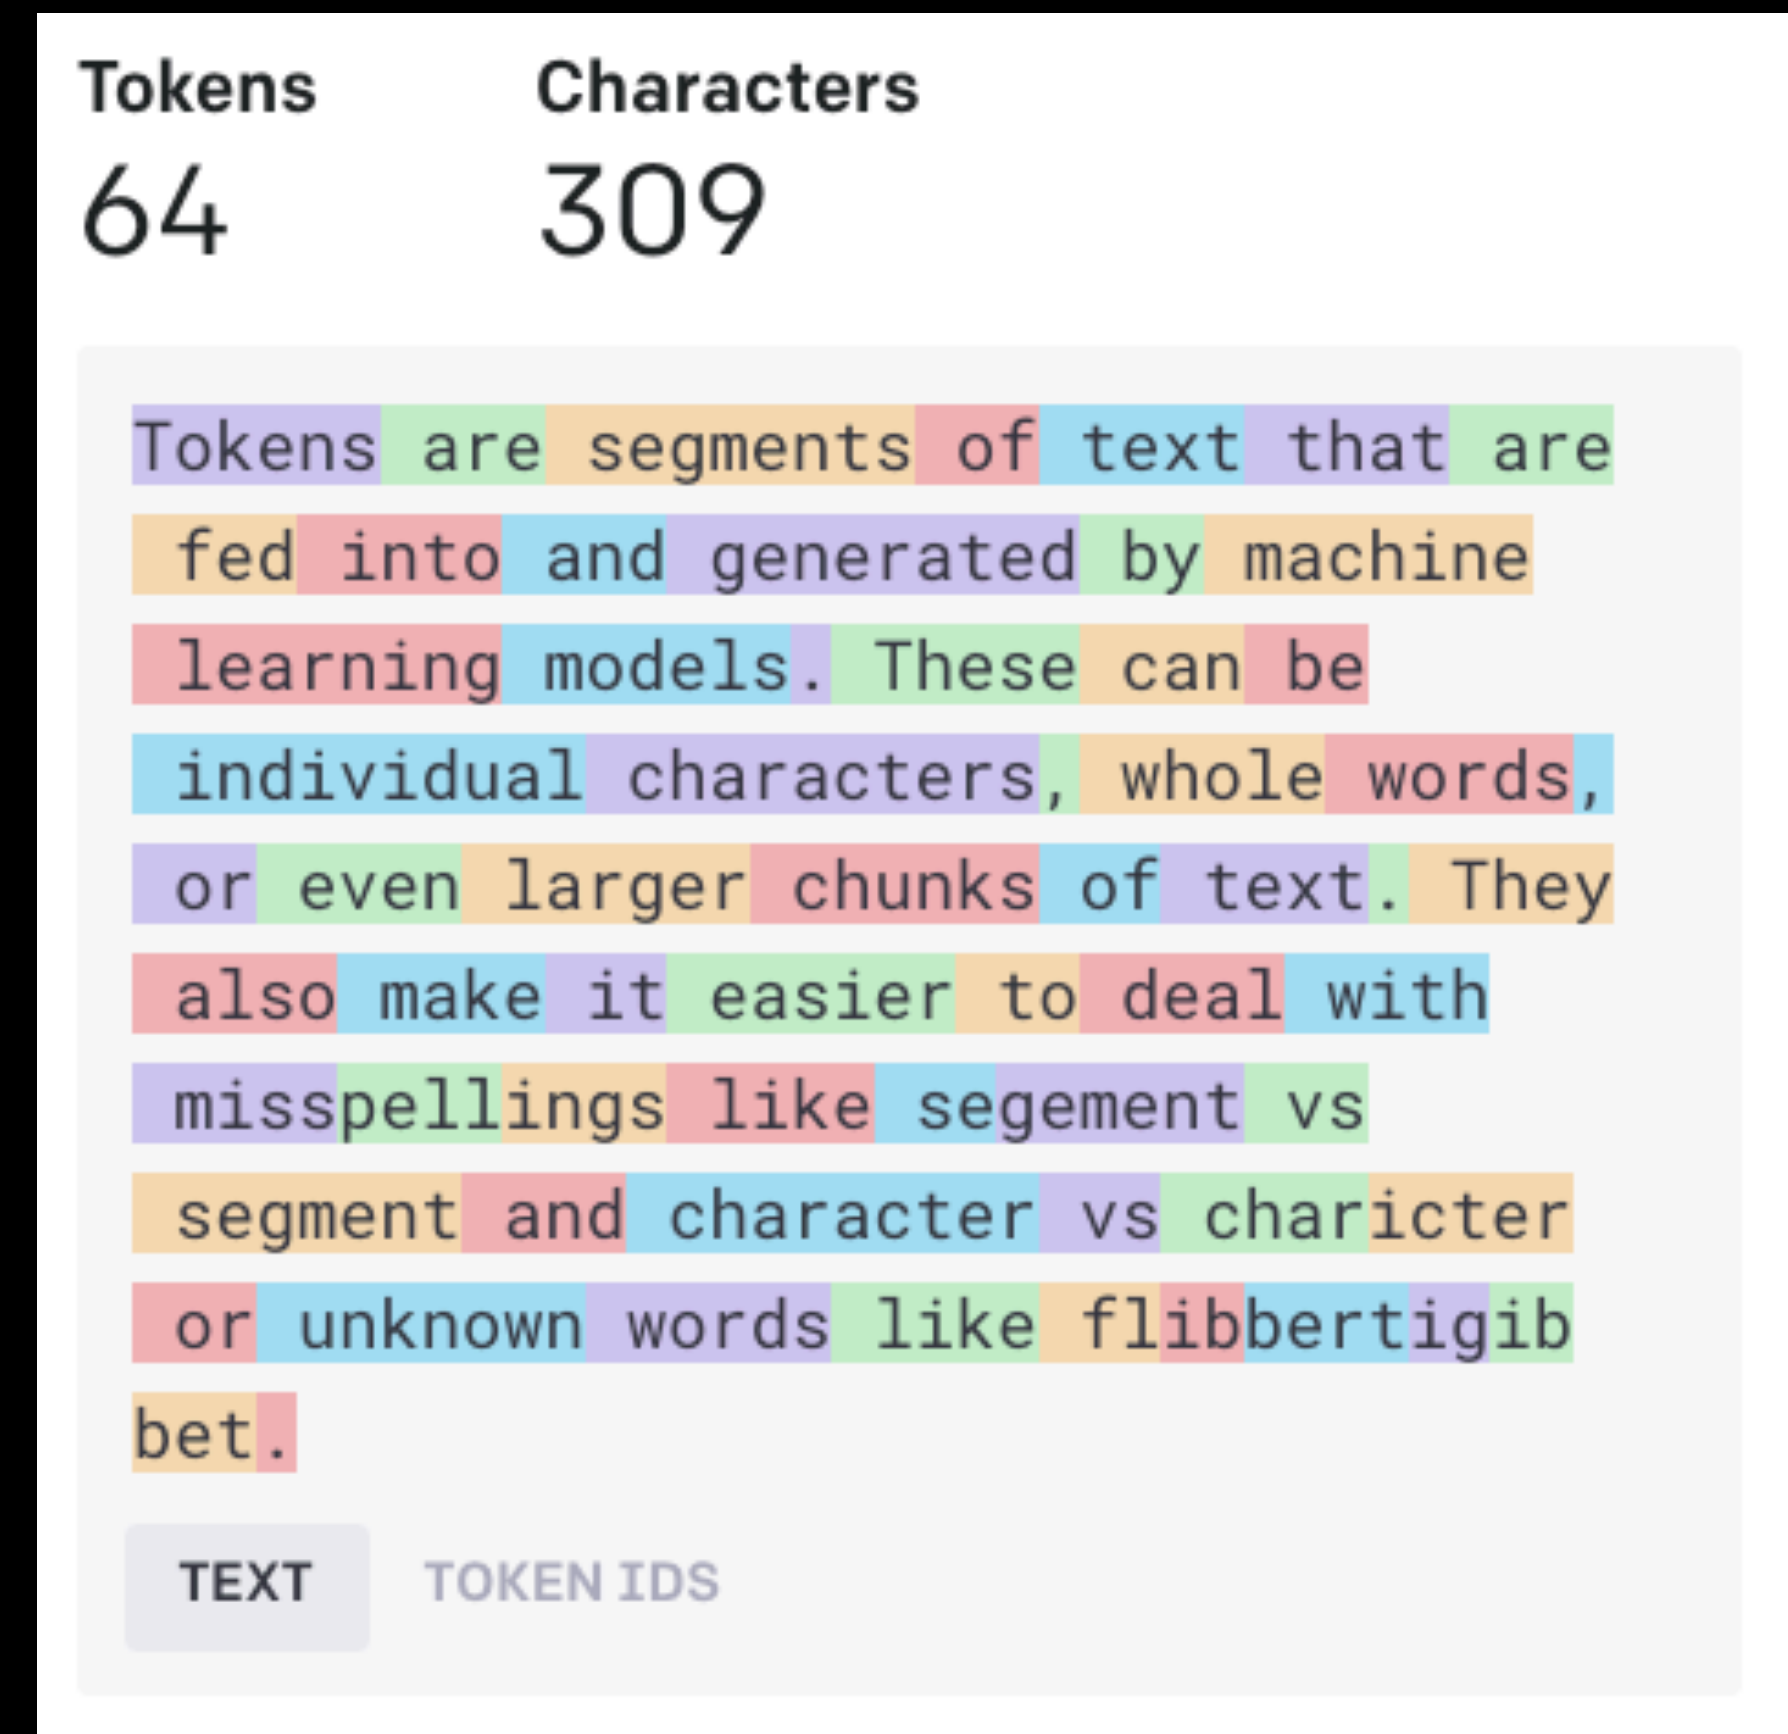 Tokens Characters
64 309
Tokens are segments of text that are
fed into and generated by machine
learning models. These can be
individual characters, whole words,
or even larger chunks of text. They
also make it easier to deal with
misspellings like segement vs
segment and character vs charicter
or unknown words like flibbertigib
bet.
TEXT TOKEN IDS